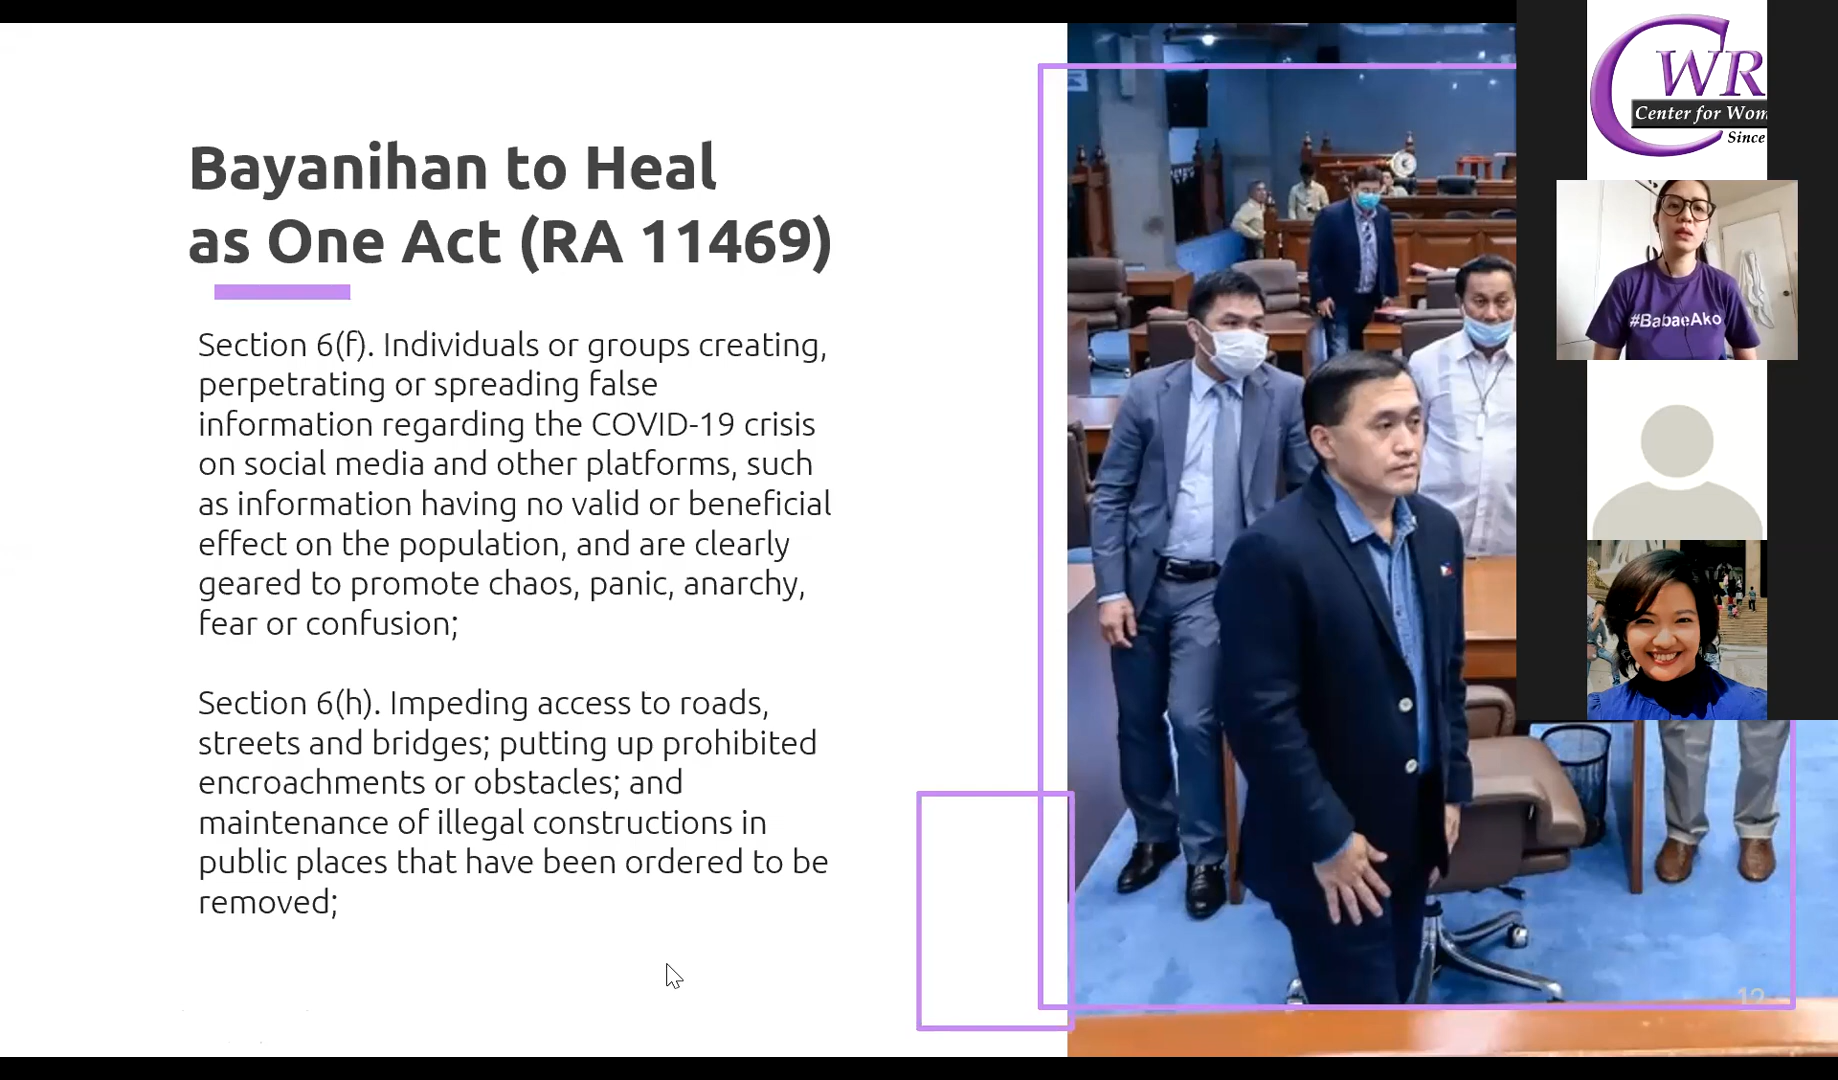 Bayanihan to Heal
as One Act (RA 11469)
Section 6(f). Individuals or groups creating,
perpetrating or spreading false
information regarding the COVID-19 crisis
on social media and other platforms, such
as information having no valid or beneficial
effect on the population, and are clearly
geared to promote chaos, panic, anarchy,
fear or confusion;
Section 6(h). Impeding access to roads,
streets and bridges; putting up prohibited
encroachments or obstacles; and
maintenance of illegal constructions in
public places that have been ordered to be
removed;
CWR
Center for Wom
Since
#BabaeAko
12